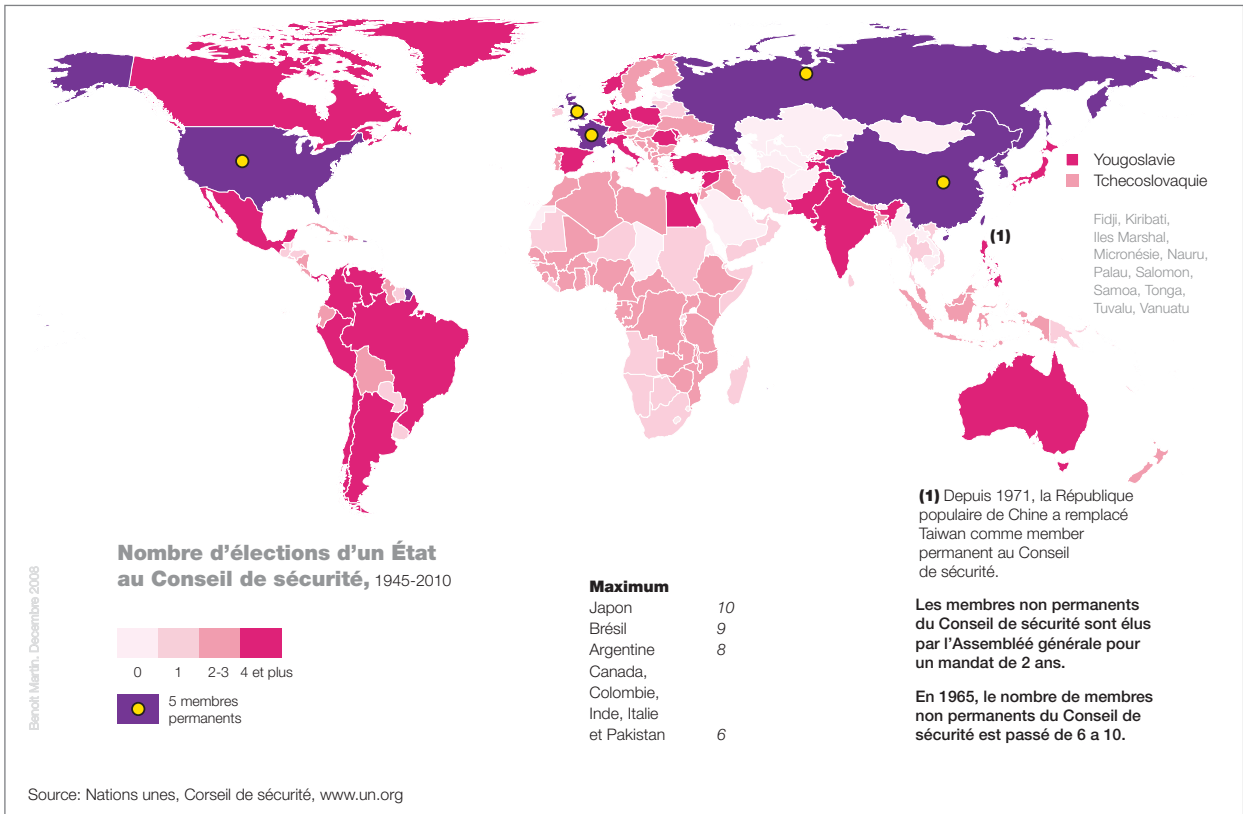 Yougoslavie
Tchecoslovaquie
Fidji, Kiribati,
Iles Marshal,
Micronésie, Nauru,
Palau, Salomon,
Samoa, Tonga,
Tuvalu, Vanuatu
(1)
(1) Depuis 1971, la République
populaire de Chine a remplacé
Taiwan comme member
permanent au Conseil
de sécurité.
Les membres non permanents
du Conseil de sécurité sont élus
par l'Assembléé générale pour
un mandat de 2 ans.
En 1965, le nombre de membres
non permanents du Conseil de
sécurité est passé de 6 a 10.
Nombre d'élections d'un État
au Conseil de sécurité, 1945-2010
0 1 2-3 4 et plus
5 membres
permanents
Maximum
Japon 10
Brésil 9
Argentine 8
Canada,
Colombie,
Inde, Italie
et Pakistan 6
Benoît Martin. Decembre 2008
Source: Nations unes, Corseil de sécurité, www.un.org